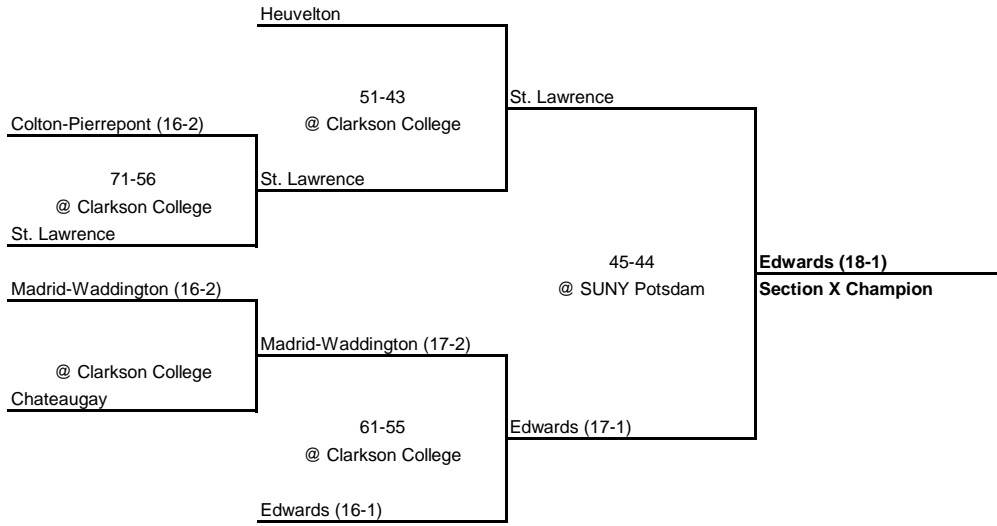 Heuvelton
51-43
@ Clarkson College
St. Lawrence
Colton-Pierrepont (16-2)
71-56
@ Clarkson College
St. Lawrence
St. Lawrence
45-44
@ SUNY Potsdam
Edwards (18-1)
Section X Champion
Madrid-Waddington (16-2)
@ Clarkson College
Chateaugay
Madrid-Waddington (17-2)
61-55
@ Clarkson College
Edwards (17-1)
Edwards (16-1)